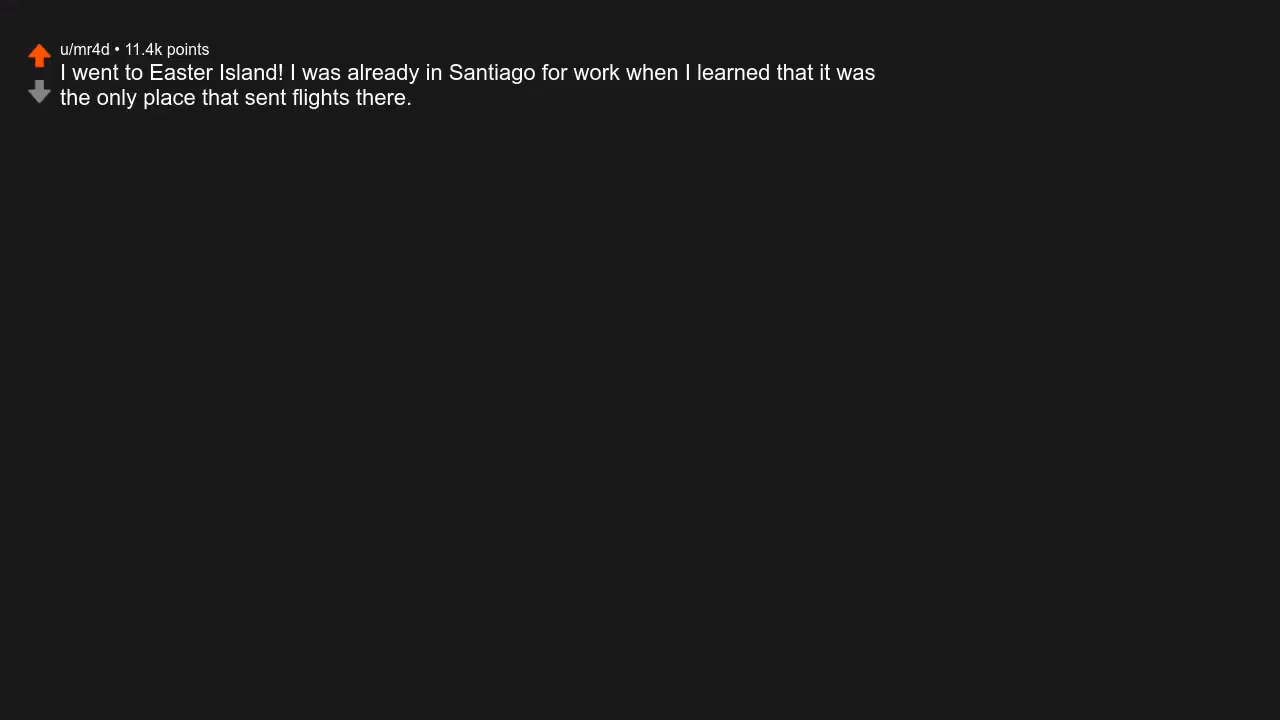 u/mr4d • 11.4k points
I went to Easter Island! I was already in Santiago for work when I learned that it was
the only place that sent flights there.